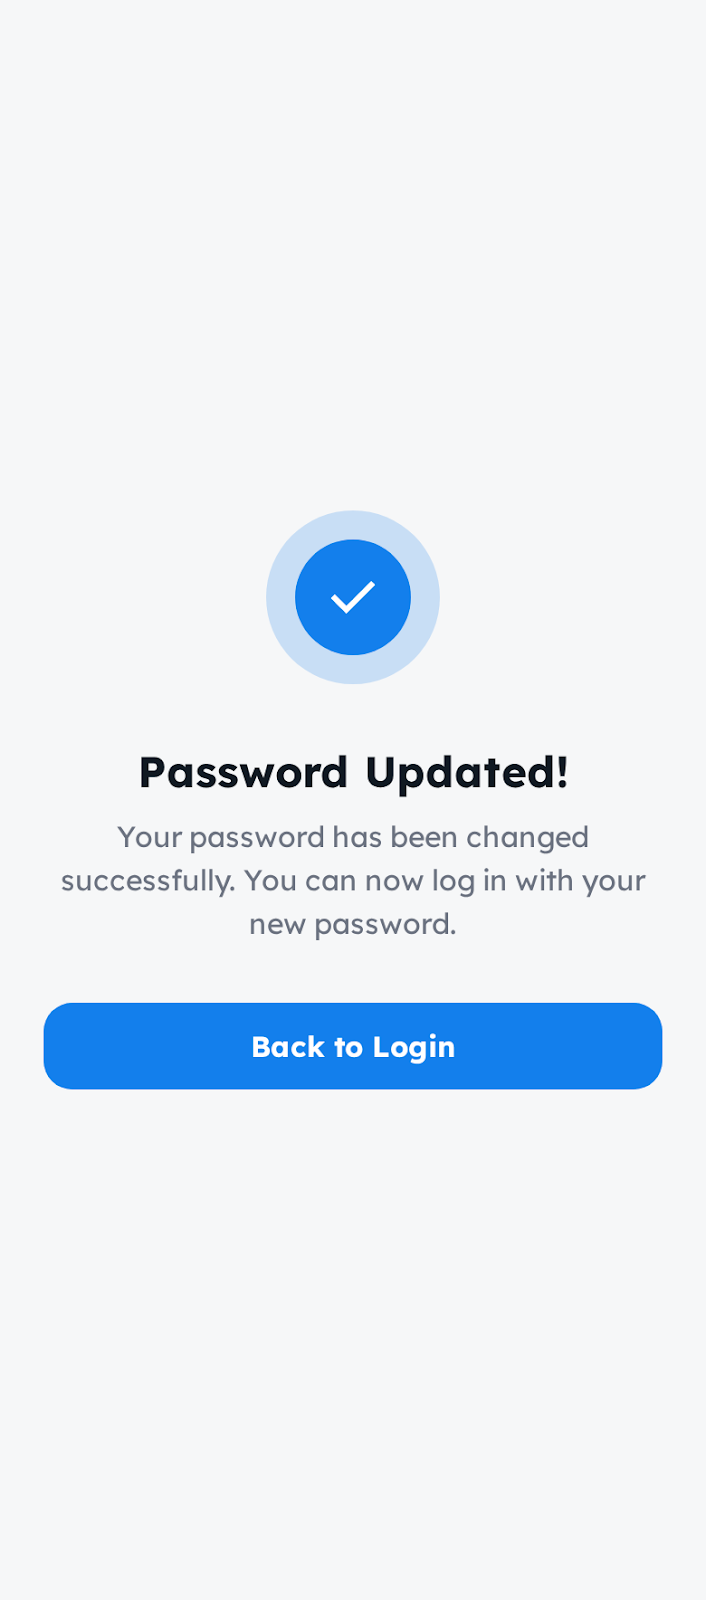 Password Updated!
Your password has been changed
successfully. You can now log in with your
new password.
Back to Login